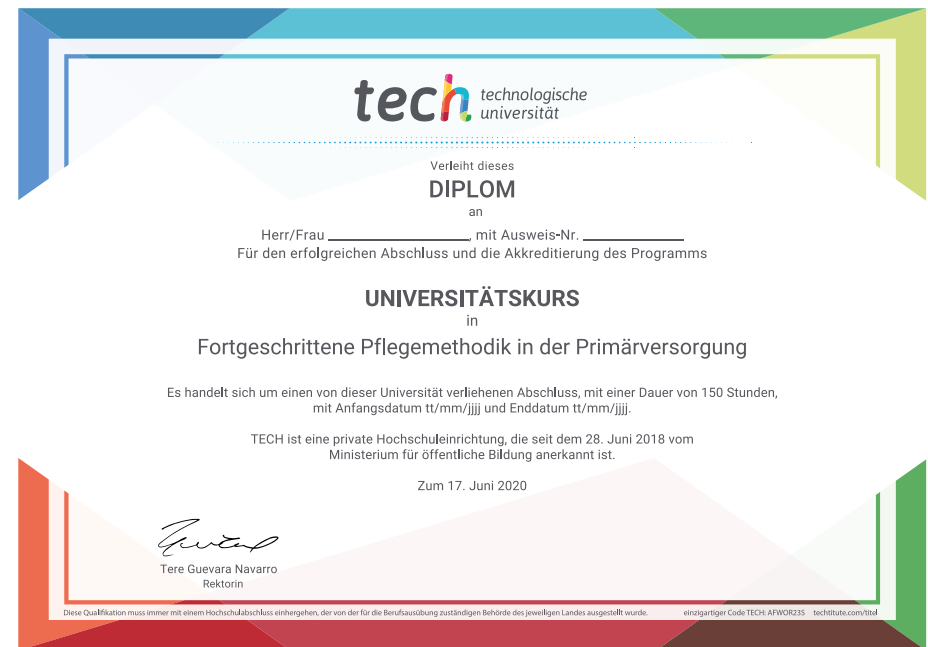 tech technologische
universität
Verleiht dieses
DIPLOM
an
Herr/Frau ____________________, mit Ausweis-Nr. ______________
Für den erfolgreichen Abschluss und die Akkreditierung des Programms
UNIVERSITÄTSKURS
in
Fortgeschrittene Pflegemethodik in der Primärversorgung
Es handelt sich um einen von dieser Universität verliehenen Abschluss, mit einer Dauer von 150 Stunden,
mit Anfangsdatum tt/mm/jjjj und Enddatum tt/mm/jjjj.
TECH ist eine private Hochschuleinrichtung, die seit dem 28. Juni 2018 vom
Ministerium für öffentliche Bildung anerkannt ist.
Zum 17. Juni 2020
Tere Guevara Navarro
Rektorin
Diese Qualifikation muss immer mit einem Hochschulabschluss einhergehen, der von der für die Berufsausübung zuständigen Behörde des jeweiligen Landes ausgestellt wurde. einzigartiger Code TECH: AFWOR23S techtitute.com/titel